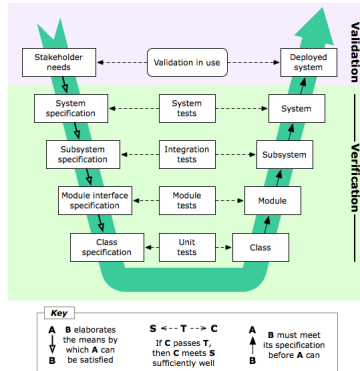 Stakeholder
needs
Validation in use
Deployed
system
Validation
System
specification
System
tests
System
Subsystem
specification
Integration
tests
Subsystem
Module interface
specification
Module
tests
Module
Class
specification
Unit
tests
Class
Verification
Key
A
B
B elaborates
the means by
which A can
be satisfied
S T C
If C passes T,
then C meets S
sufficiently well
A
B
B must meet
its specification
before A can